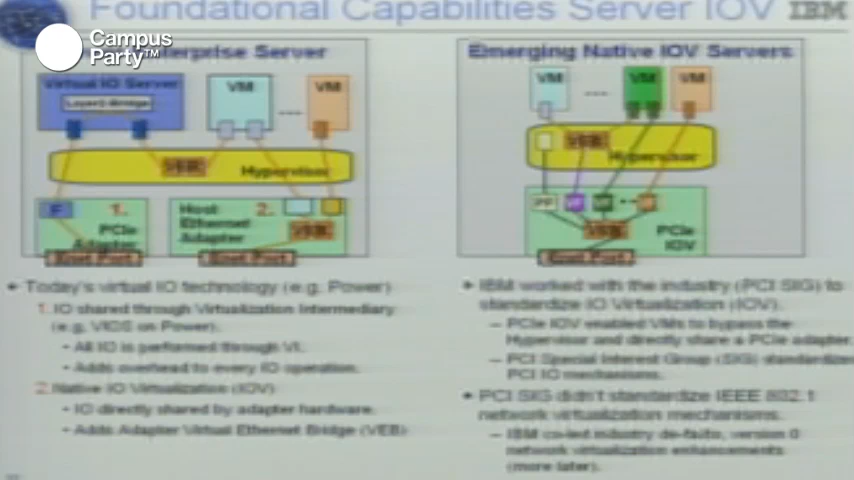 Foundational Capabilities Server IOV
IBM
Campus
Party™
Enterprise Server
Virtual IO Server
Layer2 Bridge
VM
...
VM
VEB
Hypervisor
F
1.
PCIe
Adapter
Host
Ethernet
Adapter
2.
VEB
Enet Port
Enet Port
Emerging Native IOV Servers
VM
...
VM
VM
VEB
Hypervisor
PF
VF
VF
VEB
PCIe
IOV
Enet Port
• Today's virtual IO technology (e.g. Power)
1. IO shared through Virtualization Intermediary
(e.g. VIOS on Power).
• All IO is performed through VI.
• Adds overhead to every IO operation.
2. Native IO Virtualization (IOV)
• IO directly shared by adapter hardware.
• Adds Adapter Virtual Ethernet Bridge (VEB)
• IBM worked with the industry (PCI SIG) to
standardize IO Virtualization (IOV).
– PCIe IOV enabled VMs to bypass the
Hypervisor and directly share a PCIe adapter.
– PCI Special Interest Group (SIG) standardized
PCI IO mechanisms.
• PCI SIG didn't standardize IEEE 802.1
network virtualization mechanisms.
– IBM co-led industry de-facto, version 0
network virtualization enhancements
(more later).